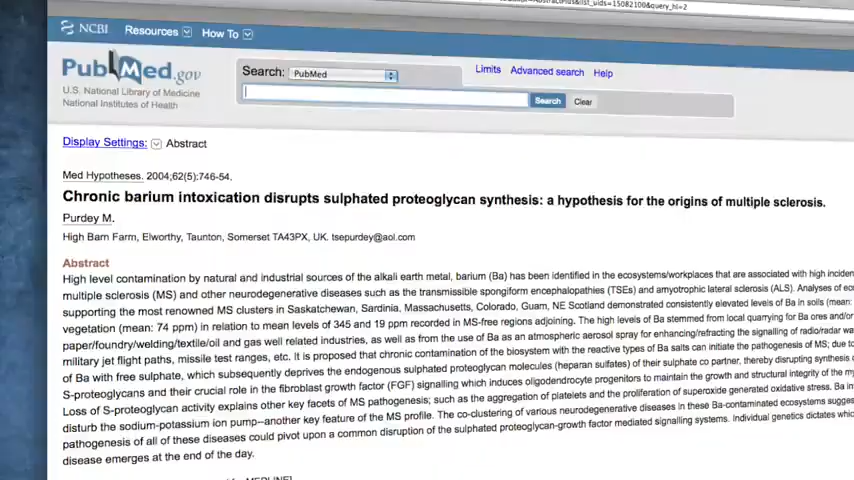 AbstractPlus&list_uids=15082100&query_hl=2
NCBI Resources How To
PubMed.gov
U.S. National Library of Medicine
National Institutes of Health
Search: PubMed
Limits Advanced search Help
Search Clear
Display Settings: Abstract
Med Hypotheses. 2004;62(5):746-54.
Chronic barium intoxication disrupts sulphated proteoglycan synthesis: a hypothesis for the origins of multiple sclerosis.
Purdey M.
High Barn Farm, Elworthy, Taunton, Somerset TA43PX, UK. tsepurdey@aol.com
Abstract
High level contamination by natural and industrial sources of the alkali earth metal, barium (Ba) has been identified in the ecosystems/workplaces that are associated with high inciden
multiple sclerosis (MS) and other neurodegenerative diseases such as the transmissible spongiform encephalopathies (TSEs) and amyotrophic lateral sclerosis (ALS). Analyses of ec
supporting the most renowned MS clusters in Saskatchewan, Sardinia, Massachusetts, Colorado, Guam, NE Scotland demonstrated consistently elevated levels of Ba in soils (mean:
vegetation (mean: 74 ppm) in relation to mean levels of 345 and 19 ppm recorded in MS-free regions adjoining. The high levels of Ba stemmed from local quarrying for Ba ores and/or
paper/foundry/welding/textile/oil and gas well related industries, as well as from the use of Ba as an atmospheric aerosol spray for enhancing/refracting the signalling of radio/radar wa
military jet flight paths, missile test ranges, etc. It is proposed that chronic contamination of the biosystem with the reactive types of Ba salts can initiate the pathogenesis of MS; due to
of Ba with free sulphate, which subsequently deprives the endogenous sulphated proteoglycan molecules (heparan sulfates) of their sulphate co partner, thereby disrupting synthesis o
S-proteoglycans and their crucial role in the fibroblast growth factor (FGF) signalling which induces oligodendrocyte progenitors to maintain the growth and structural integrity of the my
Loss of S-proteoglycan activity explains other key facets of MS pathogenesis; such as the aggregation of platelets and the proliferation of superoxide generated oxidative stress. Ba in
disturb the sodium-potassium ion pump--another key feature of the MS profile. The co-clustering of various neurodegenerative diseases in these Ba-contaminated ecosystems sugges
pathogenesis of all of these diseases could pivot upon a common disruption of the sulphated proteoglycan-growth factor mediated signalling systems. Individual genetics dictates whic
disease emerges at the end of the day.